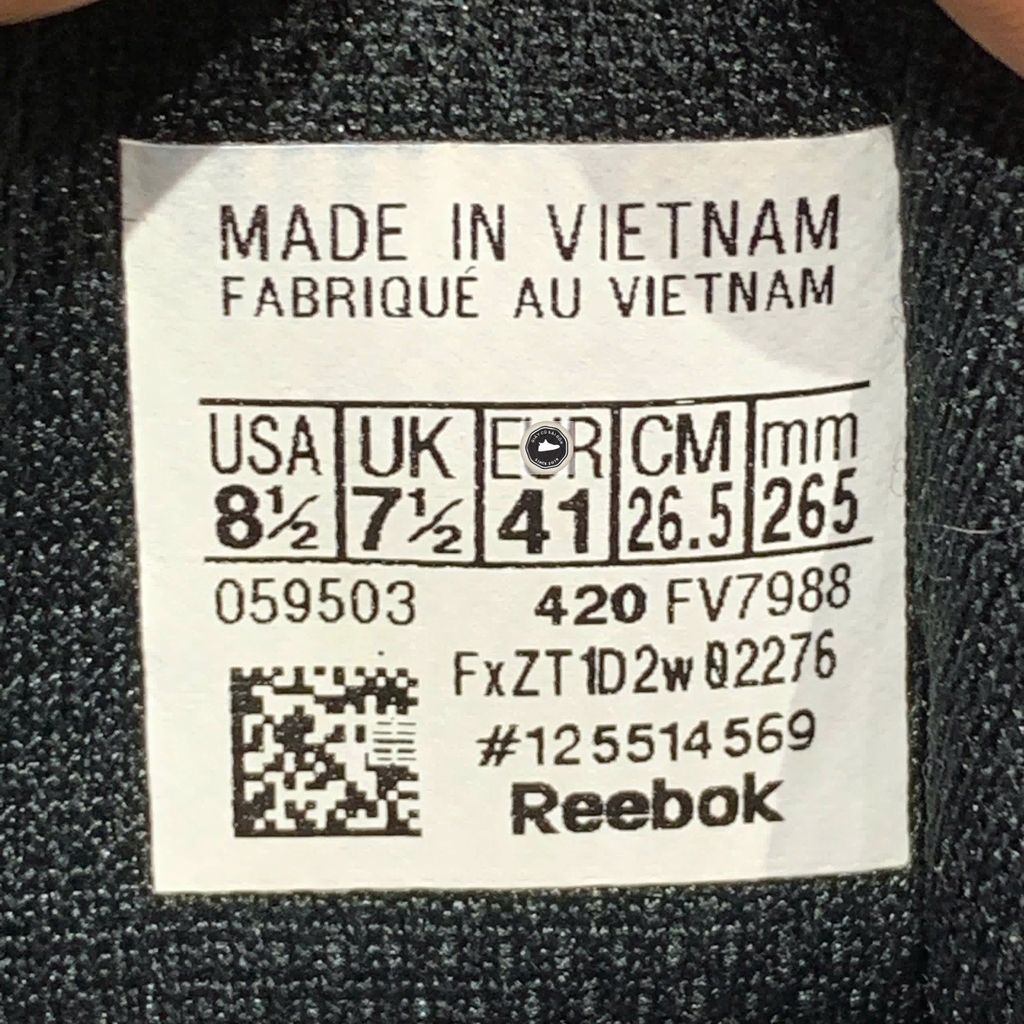 MADE IN VIETNAM
FABRIQUÉ AU VIETNAM
USA UK EUR CM mm
8½ 7½ 41 26.5 265
059503 420 FV7988
FxZT1D2w02276
#125514569
Reebok